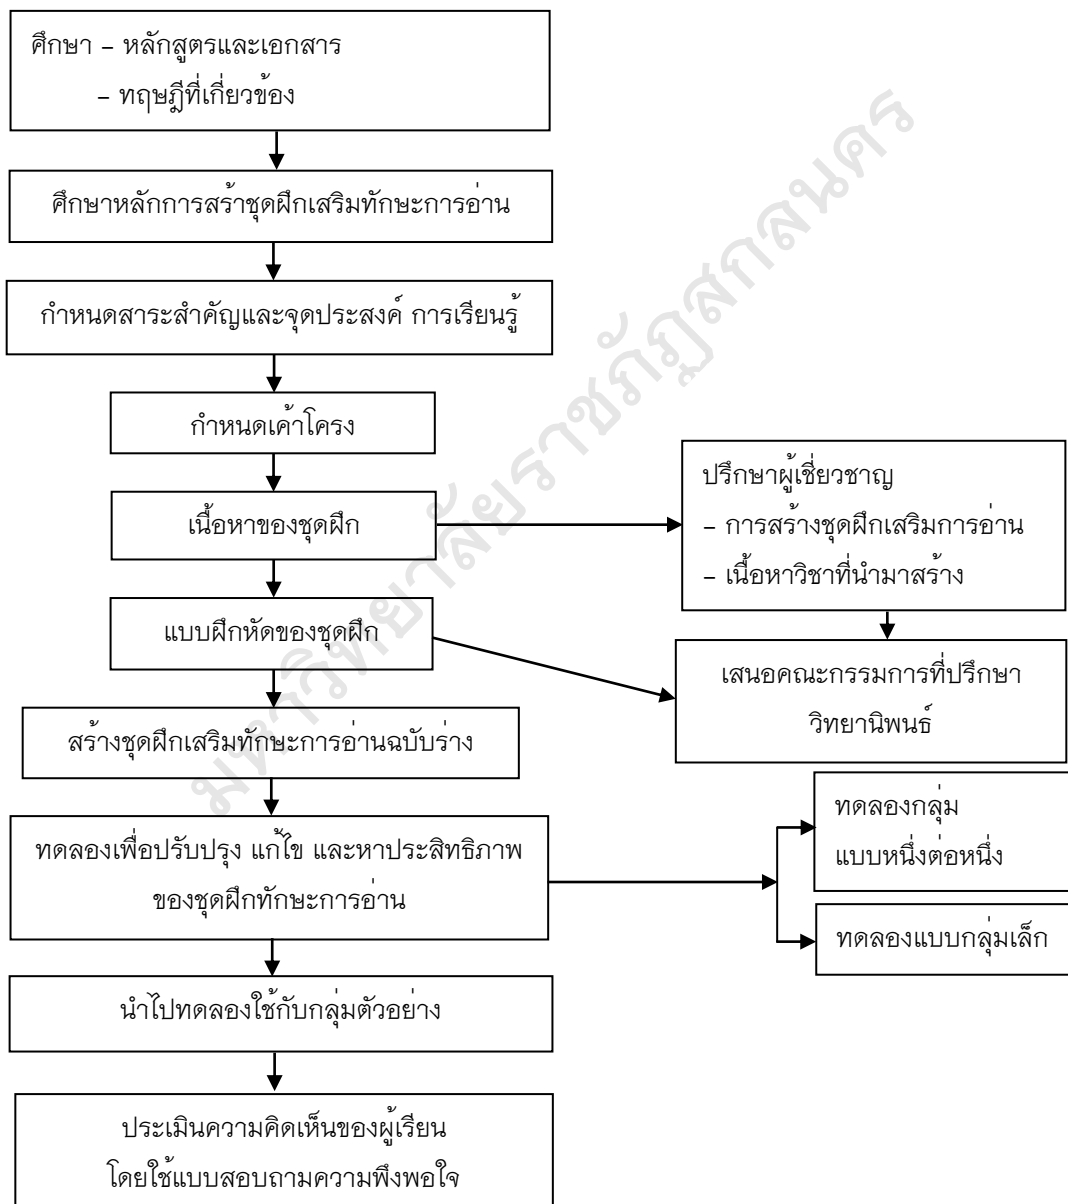 ศึกษา – หลักสูตรและเอกสาร
– ทฤษฎีที่เกี่ยวข้อง
ศึกษาหลักการสร้าชุดฝึกเสริมทักษะการอ่าน
กำหนดสาระสำคัญและจุดประสงค์ การเรียนรู้
กำหนดเค้าโครง
เนื้อหาของชุดฝึก
ปรึกษาผู้เชี่ยวชาญ
– การสร้างชุดฝึกเสริมการอ่าน
– เนื้อหาวิชาที่นำมาสร้าง
แบบฝึกหัดของชุดฝึก
เสนอคณะกรรมการที่ปรึกษา
วิทยานิพนธ์
สร้างชุดฝึกเสริมทักษะการอ่านฉบับร่าง
ทดลองเพื่อปรับปรุง แก้ไข และหาประสิทธิภาพ
ของชุดฝึกทักษะการอ่าน
ทดลองกลุ่ม
แบบหนึ่งต่อหนึ่ง
ทดลองแบบกลุ่มเล็ก
นำไปทดลองใช้กับกลุ่มตัวอย่าง
ประเมินความคิดเห็นของผู้เรียน
โดยใช้แบบสอบถามความพึงพอใจ
มหาวิทยาลัยราชภัฏสกลนคร